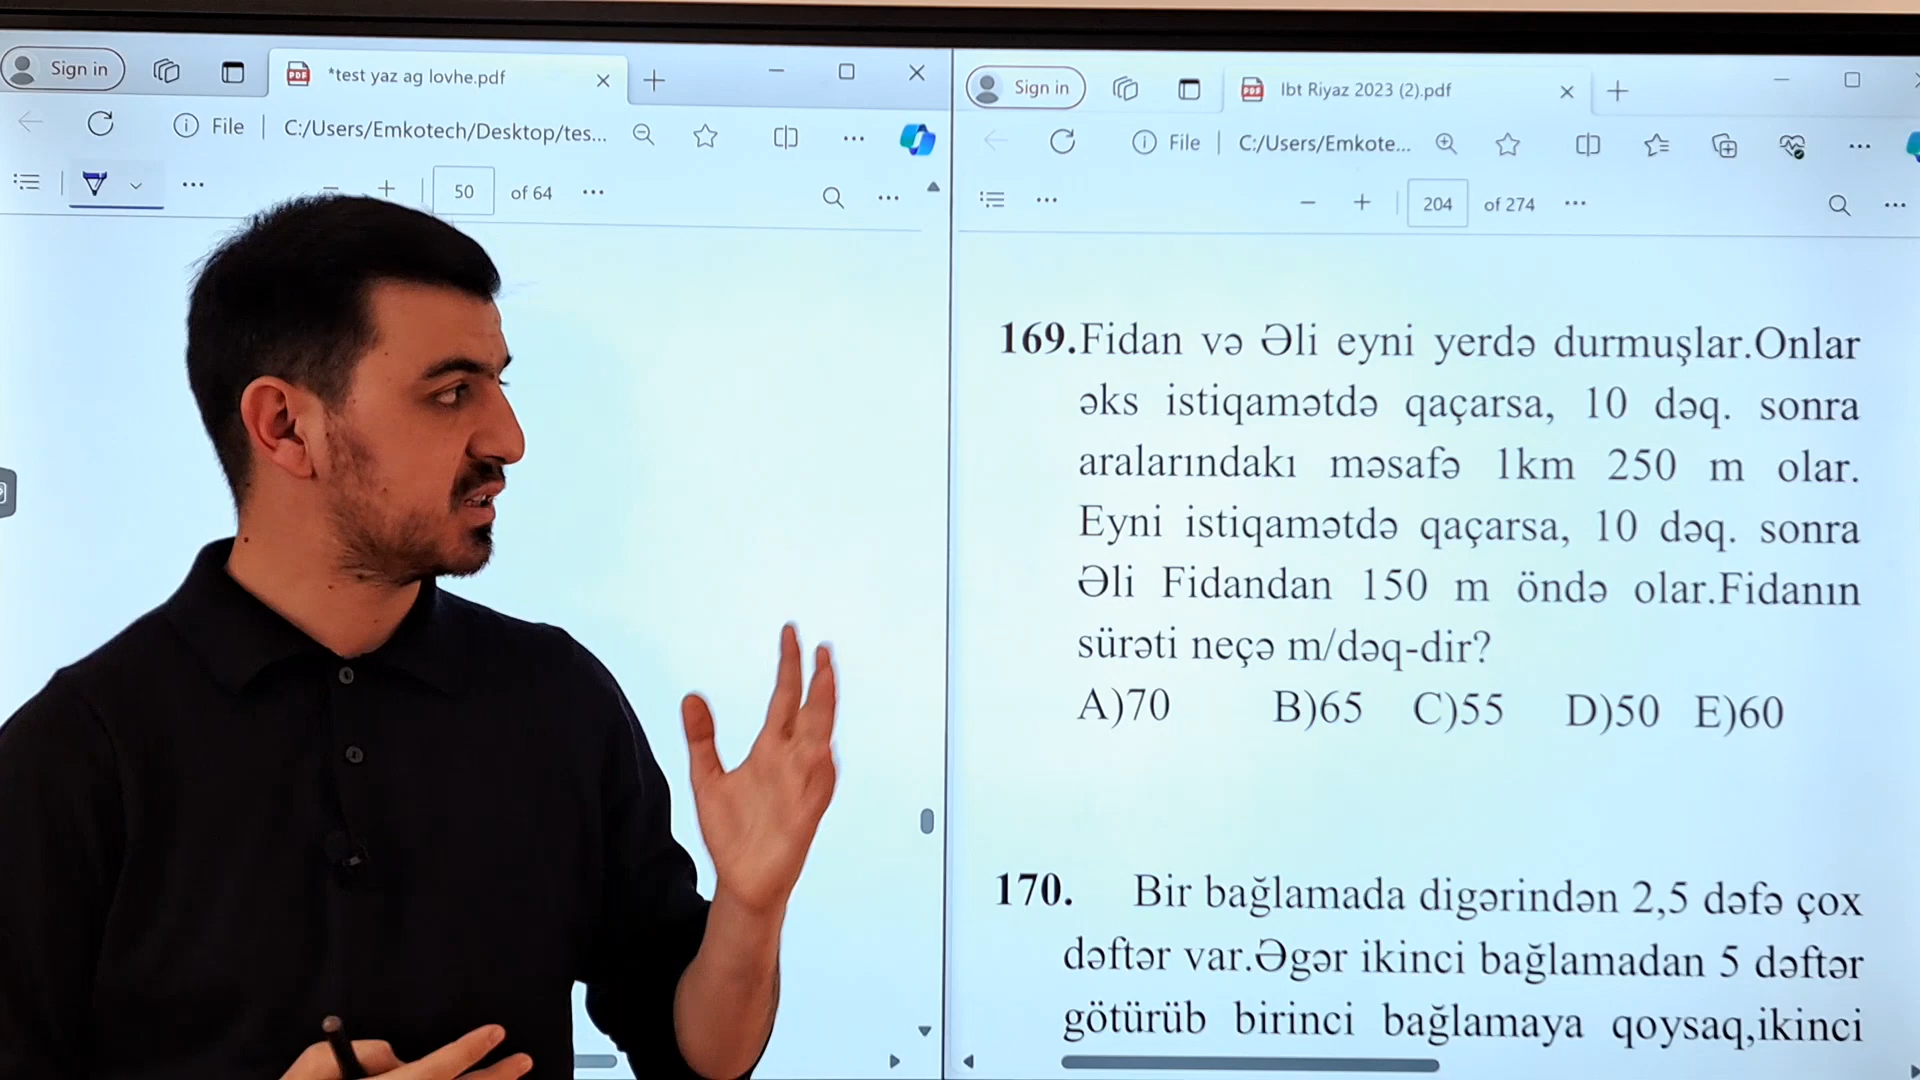 Sign in
*test yaz ag lovhe.pdf
File
C:/Users/Emkotech/Desktop/tes...
50 of 64
Sign in
Ibt Riyaz 2023 (2).pdf
File
C:/Users/Emkote...
204 of 274
169.Fidan və Əli eyni yerdə durmuşlar.Onlar
əks istiqamətdə qaçarsa, 10 dəq. sonra
aralarındakı məsafə 1km 250 m olar.
Eyni istiqamətdə qaçarsa, 10 dəq. sonra
Əli Fidandan 150 m öndə olar.Fidanın
sürəti neçə m/dəq-dir?
A)70 B)65 C)55 D)50 E)60
170. Bir bağlamada digərindən 2,5 dəfə çox
dəftər var.Əgər ikinci bağlamadan 5 dəftər
götürüb birinci bağlamaya qoysaq,ikinci